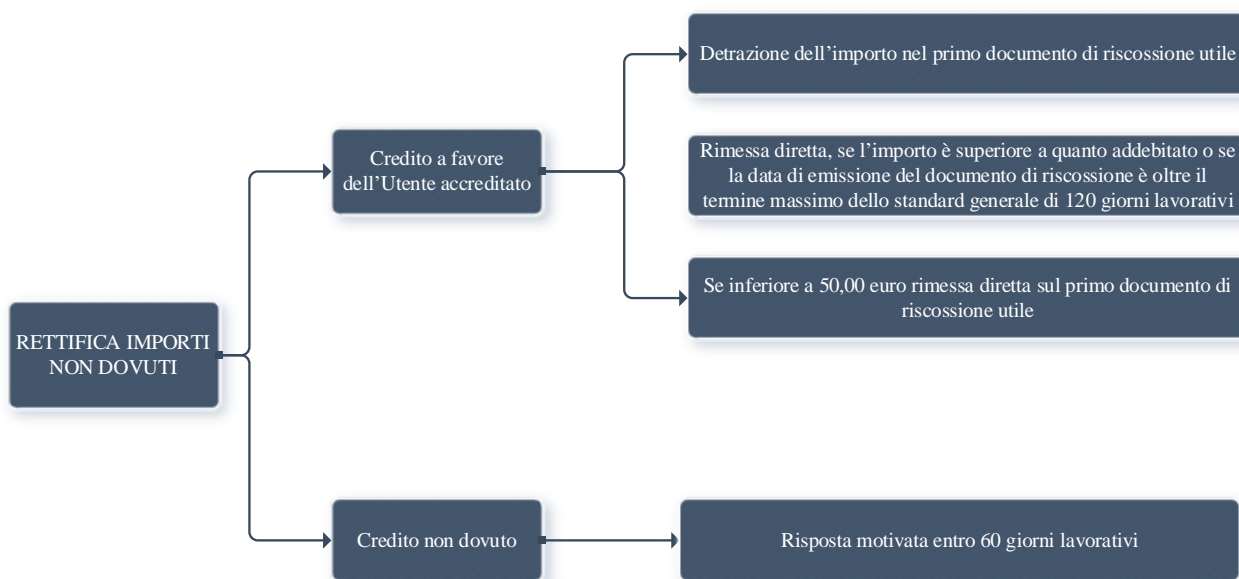 Detrazione dell’importo nel primo documento di riscossione utile
Credito a favore
dell’Utente accreditato
Rimessa diretta, se l’importo è superiore a quanto addebitato o se
la data di emissione del documento di riscossione è oltre il
termine massimo dello standard generale di 120 giorni lavorativi
Se inferiore a 50,00 euro rimessa diretta sul primo documento di
riscossione utile
RETTIFICA IMPORTI
NON DOVUTI
Credito non dovuto
Risposta motivata entro 60 giorni lavorativi